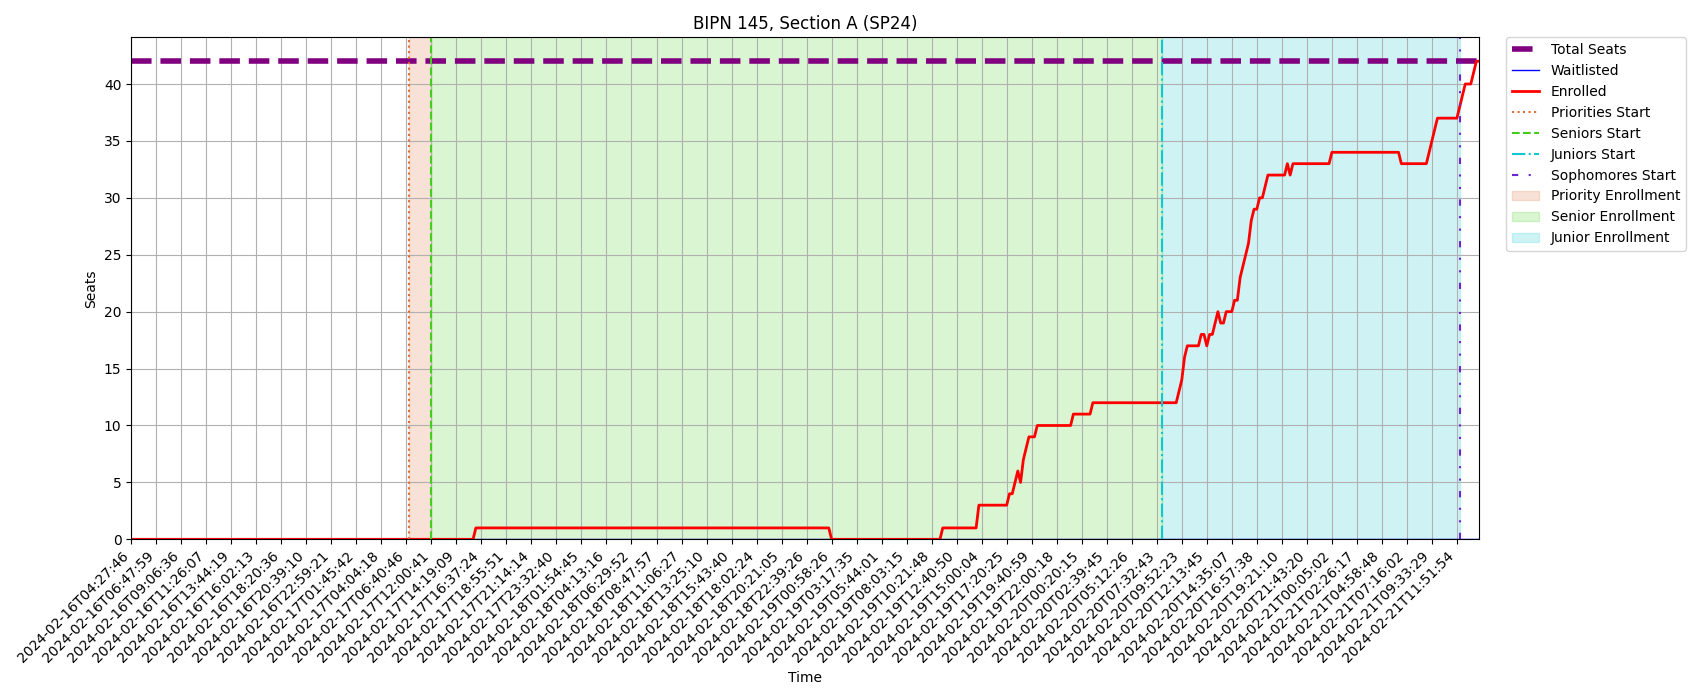 BIPN 145, Section A (SP24)
Total Seats
Waitlisted
Enrolled
Priorities Start
Seniors Start
Juniors Start
Sophomores Start
Priority Enrollment
Senior Enrollment
Junior Enrollment
Seats
40
35
30
25
20
15
10
5
0
2024-02-16T04:27:46
2024-02-16T06:47:59
2024-02-16T09:06:36
2024-02-16T11:26:07
2024-02-16T13:44:19
2024-02-16T16:02:13
2024-02-16T18:20:36
2024-02-16T20:39:10
2024-02-16T22:59:21
2024-02-17T01:45:42
2024-02-17T04:04:18
2024-02-17T06:40:46
2024-02-17T12:00:41
2024-02-17T14:19:09
2024-02-17T16:37:24
2024-02-17T18:55:51
2024-02-17T21:14:14
2024-02-17T23:32:40
2024-02-18T01:54:45
2024-02-18T04:13:16
2024-02-18T06:29:52
2024-02-18T08:47:57
2024-02-18T11:06:27
2024-02-18T13:25:10
2024-02-18T15:43:40
2024-02-18T18:02:24
2024-02-18T20:21:05
2024-02-18T22:39:26
2024-02-19T00:58:26
2024-02-19T03:17:35
2024-02-19T05:44:01
2024-02-19T08:03:15
2024-02-19T10:21:48
2024-02-19T12:40:50
2024-02-19T15:00:04
2024-02-19T17:20:25
2024-02-19T19:40:59
2024-02-19T22:00:18
2024-02-20T00:20:15
2024-02-20T02:39:45
2024-02-20T05:12:26
2024-02-20T07:32:43
2024-02-20T09:52:23
2024-02-20T12:13:45
2024-02-20T14:35:07
2024-02-20T16:57:38
2024-02-20T19:21:10
2024-02-20T21:43:20
2024-02-21T00:05:02
2024-02-21T02:26:17
2024-02-21T04:58:48
2024-02-21T07:16:02
2024-02-21T09:33:29
2024-02-21T11:51:54
Time